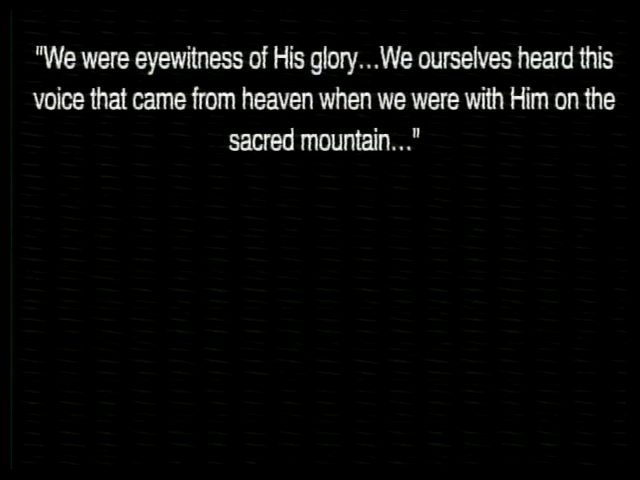 "We were eyewitness of His glory...We ourselves heard this
voice that came from heaven when we were with Him on the
sacred mountain..."